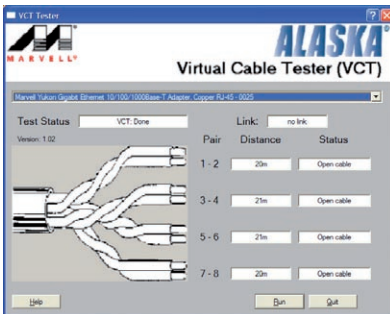 VCT Tester
MARVELL®
ALASKA®
Virtual Cable Tester (VCT)
Marvell Yukon Gigabit Ethernet 10/100/1000Base-T Adapter, Copper RJ-45 - 0025
Test Status VCT: Done Link: no link
Version: 1.02
Pair Distance Status
1 - 2 20m Open cable
3 - 4 21m Open cable
5 - 6 21m Open cable
7 - 8 20m Open cable
Help Run Quit